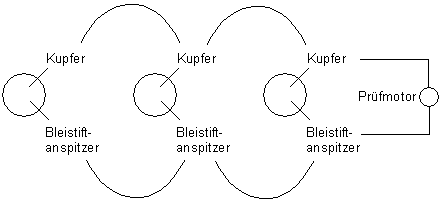 Kupfer Kupfer Kupfer
Prüfmotor
Bleistift- Bleistift- Bleistift-
anspitzer anspitzer anspitzer